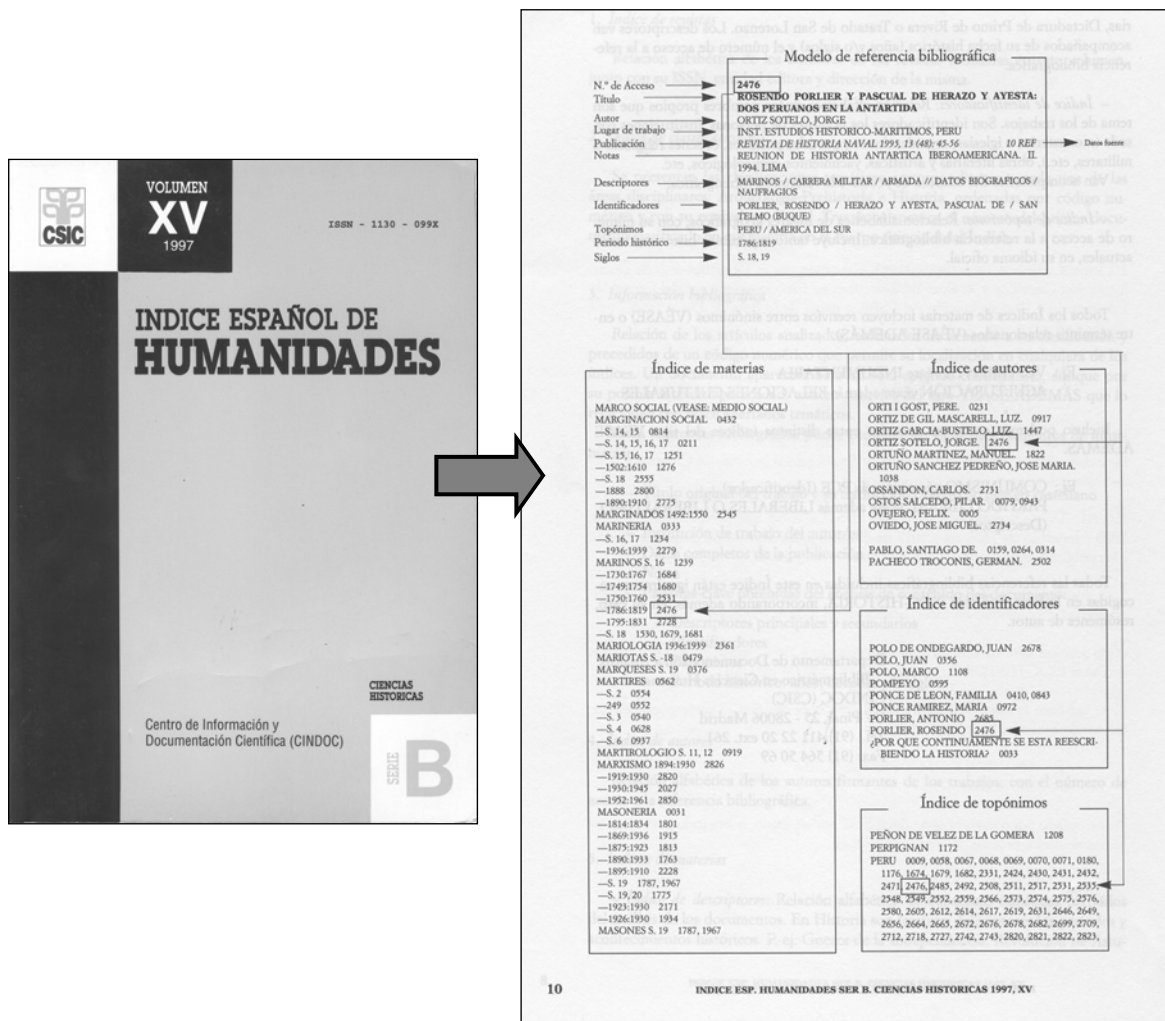 CSIC
VOLUMEN
XV
1997
ISSN - 1130 - 099X
INDICE ESPAÑOL DE
HUMANIDADES
CIENCIAS
HISTORICAS
Centro de Información y
Documentación Científica (CINDOC)
SERIE
B
Modelo de referencia bibliográfica
N.º de Acceso 2476
Título ROSENDO PORLIER Y PASCUAL DE HERAZO Y AYESTA:
DOS PERUANOS EN LA ANTARTIDA
Autor ORTIZ SOTELO, JORGE
Lugar de trabajo INST. ESTUDIOS HISTORICO-MARITIMOS, PERU
Publicación REVISTA DE HISTORIA NAVAL 1995, 13 (48): 45-56 10 REF Datos fuente
Notas REUNION DE HISTORIA ANTARTICA IBEROAMERICANA. II.
1994. LIMA
Descriptores MARINOS / CARRERA MILITAR / ARMADA / DATOS BIOGRAFICOS /
NAUFRAGIOS
Identificadores PORLIER, ROSENDO / HERAZO Y AYESTA, PASCUAL DE / SAN
TELMO (BUQUE)
Topónimos PERU / AMERICA DEL SUR
Periodo histórico 1786:1819
Siglos S. 18, 19
Índice de materias
MARCO SOCIAL (VEASE: MEDIO SOCIAL)
MARGINACION SOCIAL 0432
—S. 14, 15 0814
—S. 14, 15, 16, 17 0211
—S. 15, 16, 17 1251
—1502:1610 1276
—S. 18 2555
—1888 2800
—1890:1910 2775
MARGINADOS 1492:1550 2545
MARINERIA 0333
—S. 16, 17 1234
—1936:1939 2279
MARINOS S. 16 1239
—1730:1767 1684
—1749:1754 1680
—1750:1760 2531
—1786:1819 2476
—1795:1831 2728
—S. 18 1530, 1679, 1681
MARIOLOGIA 1936:1939 2361
MARIOTAS S. -18 0479
MARQUESES S. 19 0376
MARTIRES 0562
—S. 2 0554
—249 0552
—S. 3 0540
—S. 4 0628
—S. 6 0937
MARTIROLOGIO S. 11, 12 0919
MARXISMO 1894:1930 2826
—1919:1930 2820
—1930:1945 2027
—1952:1961 2850
MASONERIA 0031
—1814:1834 1801
—1869:1936 1915
—1875:1923 1813
—1890:1933 1763
—1895:1910 2228
—S. 19 1787, 1967
—S. 19, 20 1775
—1923:1930 2171
—1926:1930 1934
MASONES S. 19 1787, 1967
Índice de autores
ORTI I GOST, PERE. 0231
ORTIZ DE GIL MASCARELL, LUZ. 0917
ORTIZ GARCIA-BUSTELO, LUZ. 1447
ORTIZ SOTELO, JORGE. 2476
ORTUÑO MARTINEZ, MANUEL. 1822
ORTUÑO SANCHEZ PEDREÑO, JOSE MARIA.
1038
OSSANDON, CARLOS. 2731
OSTOS SALCEDO, PILAR. 0079, 0943
OVEJERO, FELIX. 0005
OVIEDO, JOSE MIGUEL. 2734
PABLO, SANTIAGO DE. 0159, 0264, 0314
PACHECO TROCONIS, GERMAN. 2502
Índice de identificadores
POLO DE ONDEGARDO, JUAN 2678
POLO, JUAN 0356
POLO, MARCO 1108
POMPEYO 0595
PONCE DE LEON, FAMILIA 0410, 0843
PONCE RAMIREZ, MARIA 0972
PORLIER, ANTONIO 2685
PORLIER, ROSENDO 2476
¿POR QUE CONTINUAMENTE SE ESTA REESCRI-
BIENDO LA HISTORIA? 0033
Índice de topónimos
PEÑON DE VELEZ DE LA GOMERA 1208
PERPIGNAN 1172
PERU 0009, 0058, 0067, 0068, 0069, 0070, 0071, 0180,
1176, 1674, 1679, 1682, 2331, 2424, 2430, 2431, 2432,
2471, 2476, 2485, 2492, 2508, 2511, 2517, 2531, 2535,
2548, 2549, 2552, 2559, 2566, 2573, 2574, 2575, 2576,
2580, 2605, 2612, 2614, 2617, 2619, 2631, 2646, 2649,
2656, 2664, 2665, 2672, 2676, 2678, 2682, 2699, 2709,
2712, 2718, 2727, 2742, 2743, 2820, 2821, 2822, 2823,
10 INDICE ESP. HUMANIDADES SER B. CIENCIAS HISTORICAS 1997, XV